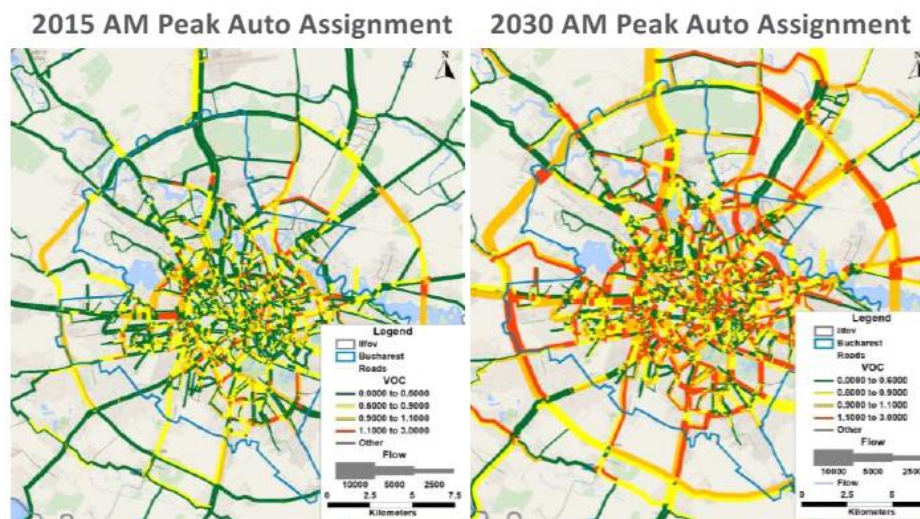 2015 AM Peak Auto Assignment
N
Legend
Ilfov
Bucharest
Roads
VOC
0.0000 to 0.6000
0.6000 to 0.9000
0.9000 to 1.1000
1.1000 to 3.0000
Other
Flow
10000 5000 2500
0 2.5 5 7.5
Kilometers
2030 AM Peak Auto Assignment
N
Legend
Ilfov
Bucharest
Roads
VOC
0.0000 to 0.6000
0.6000 to 0.9000
0.9000 to 1.1000
1.1000 to 3.0000
Other
Flow
10000 5000 2500
Flow
0 2.5 5
Kilometers